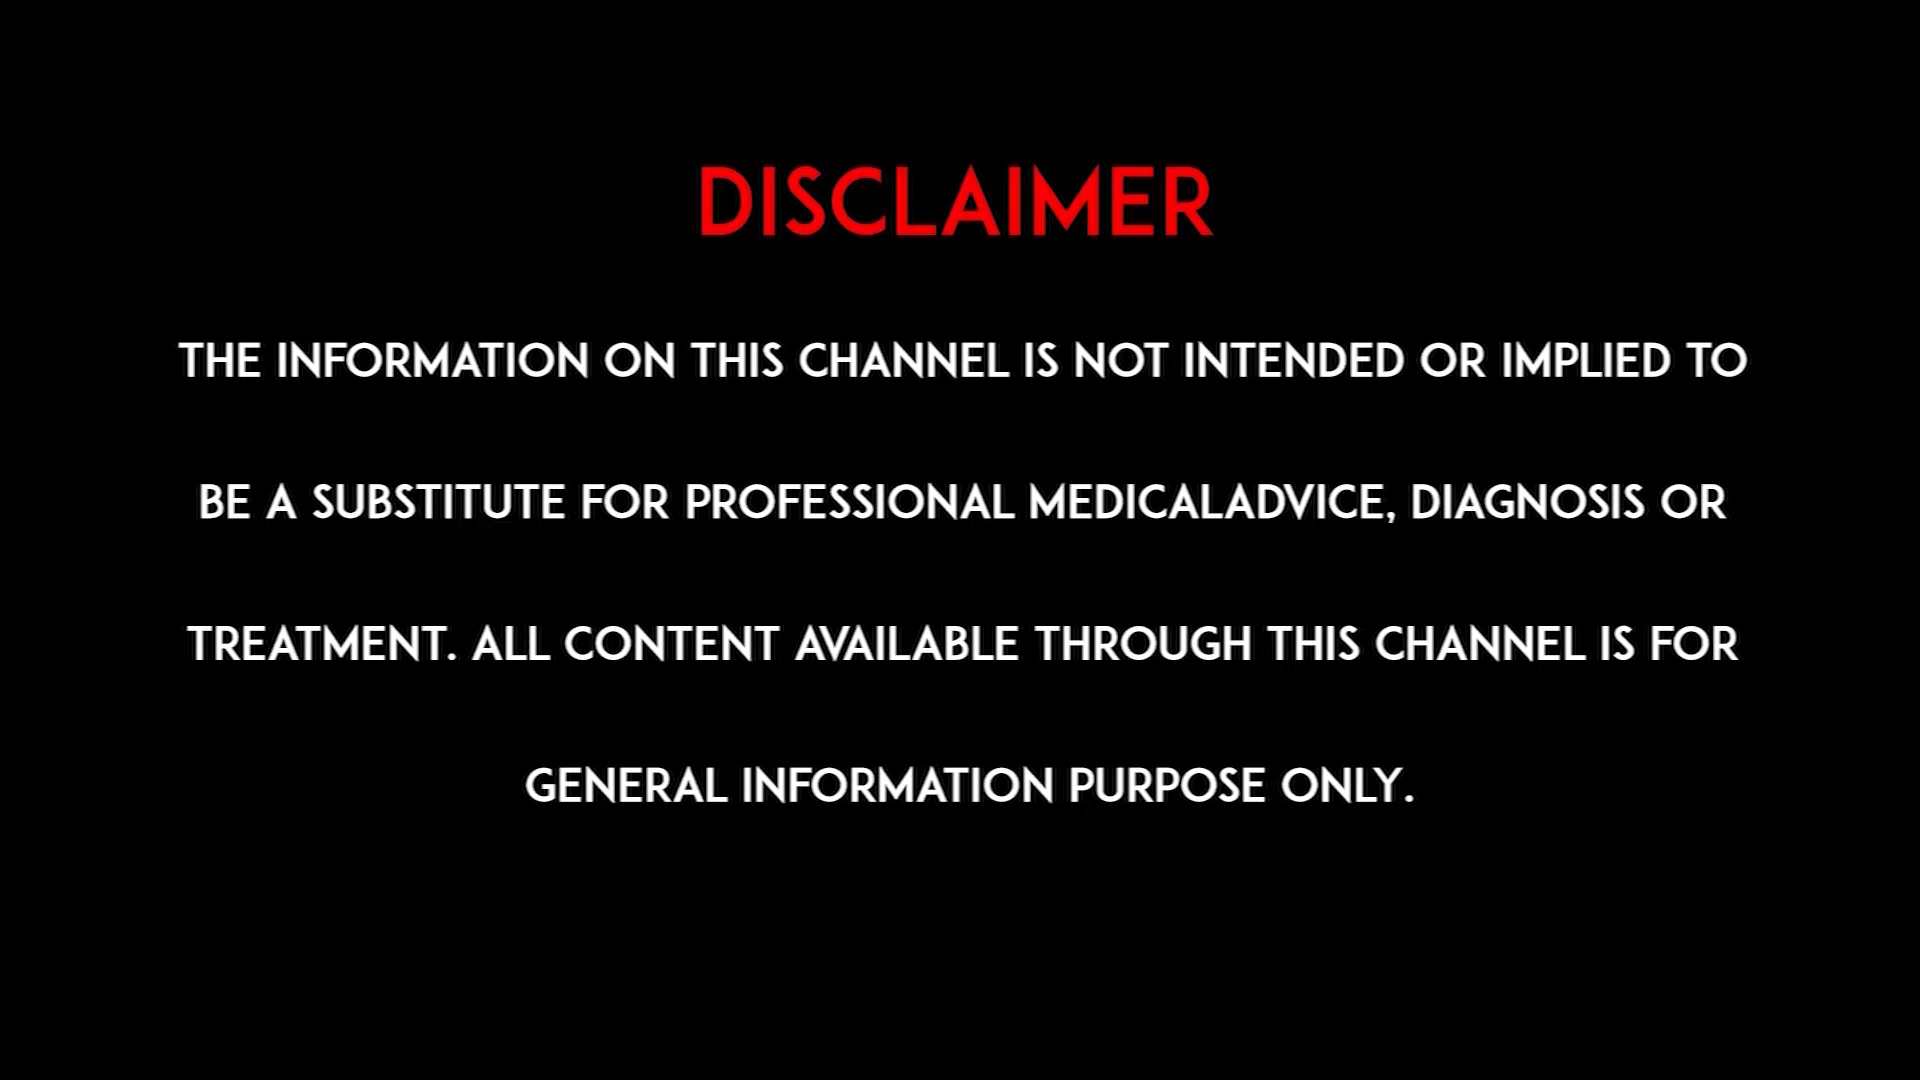 DISCLAIMER
THE INFORMATION ON THIS CHANNEL IS NOT INTENDED OR IMPLIED TO
BE A SUBSTITUTE FOR PROFESSIONAL MEDICALADVICE, DIAGNOSIS OR
TREATMENT. ALL CONTENT AVAILABLE THROUGH THIS CHANNEL IS FOR
GENERAL INFORMATION PURPOSE ONLY.